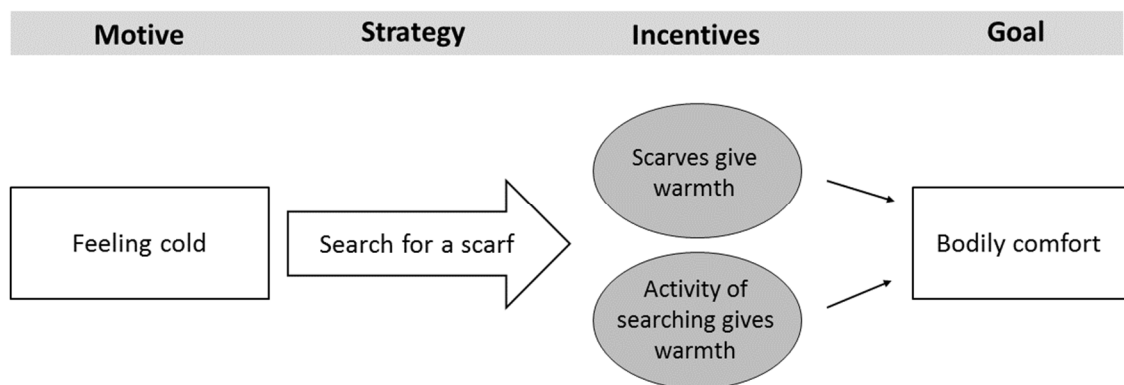 Motive Strategy Incentives Goal
Feeling cold
Search for a scarf
Scarves give
warmth
Activity of
searching gives
warmth
Bodily comfort